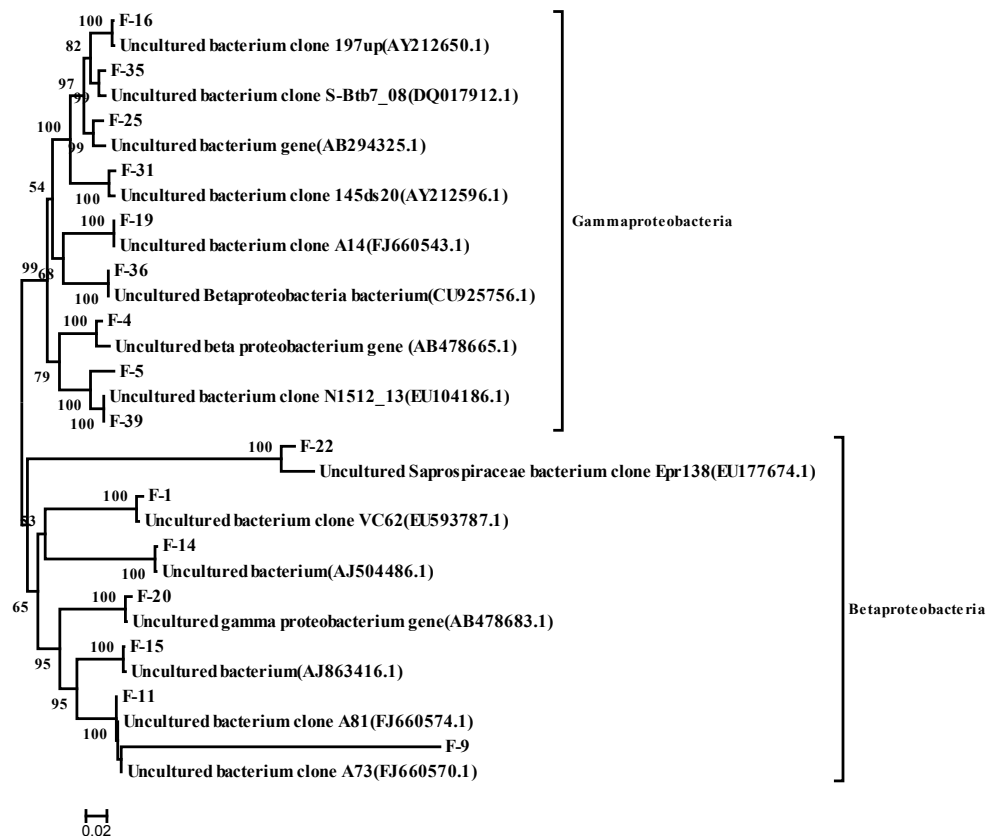 100 F-16
82
Uncultured bacterium clone 197up(AY212650.1)
F-35
97
99
Uncultured bacterium clone S-Btb7_08(DQ017912.1)
F-25
100
99
Uncultured bacterium gene(AB294325.1)
F-31
54
100
Uncultured bacterium clone 145ds20(AY212596.1)
100 F-19
Gammaproteobacteria
Uncultured bacterium clone A14(FJ660543.1)
99
68
F-36
100
Uncultured Betaproteobacteria bacterium(CU925756.1)
100 F-4
Uncultured beta proteobacterium gene (AB478665.1)
79
F-5
100
Uncultured bacterium clone N1512_13(EU104186.1)
100 F-39
100 F-22
Uncultured Saprospiraceae bacterium clone Epr138(EU177674.1)
100 F-1
Uncultured bacterium clone VC62(EU593787.1)
F-14
100
Uncultured bacterium(AJ504486.1)
65
100 F-20
Betaproteobacteria
Uncultured gamma proteobacterium gene(AB478683.1)
95
100 F-15
Uncultured bacterium(AJ863416.1)
95
F-11
100
Uncultured bacterium clone A81(FJ660574.1)
F-9
Uncultured bacterium clone A73(FJ660570.1)
0.02